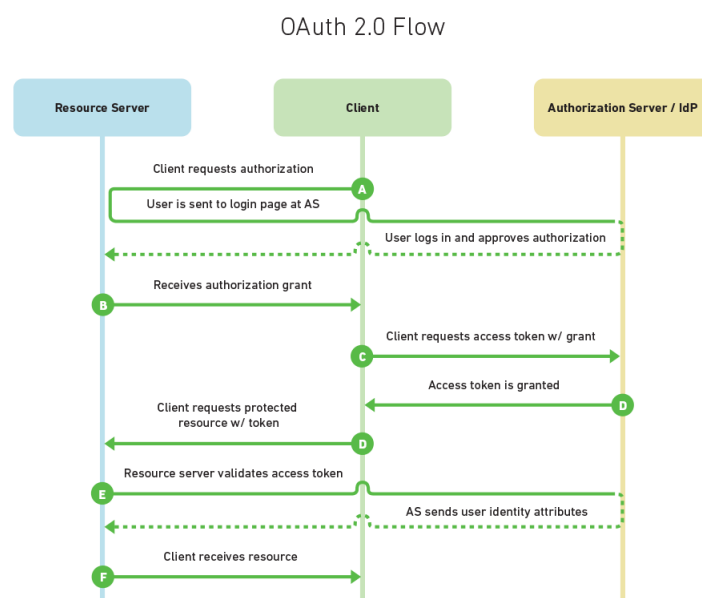 OAuth 2.0 Flow
Resource Server
Client
Authorization Server / IdP
Client requests authorization
A
User is sent to login page at AS
User logs in and approves authorization
Receives authorization grant
B
Client requests access token w/ grant
C
Access token is granted
D
Client requests protected
resource w/ token
D
Resource server validates access token
E
AS sends user identity attributes
Client receives resource
F